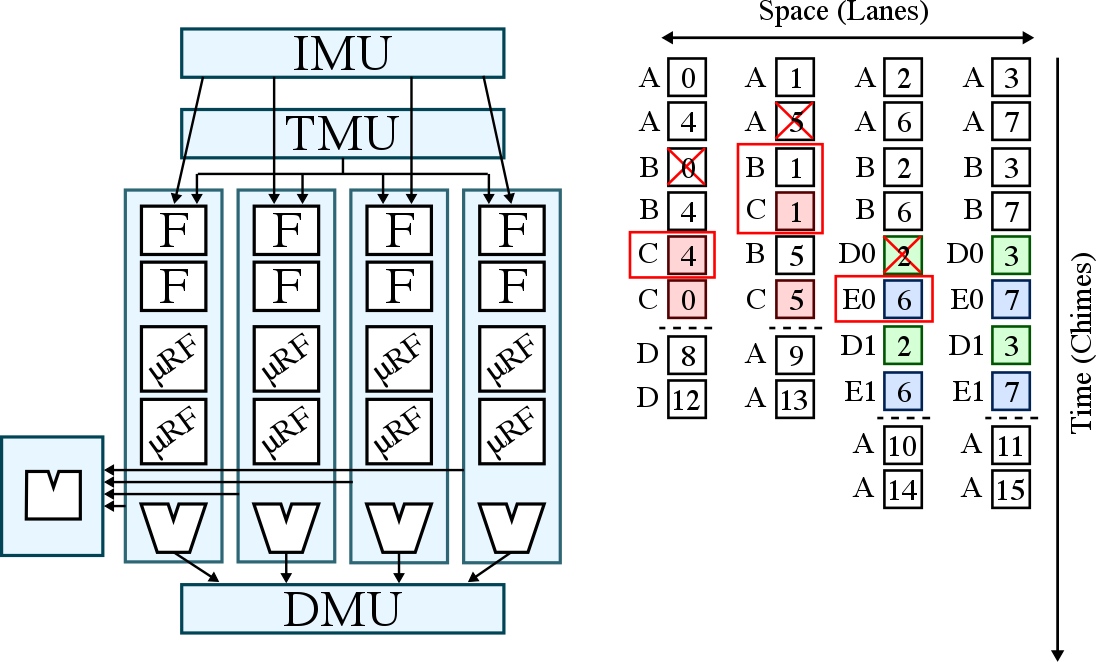 IMU
TMU
F F F F
F F F F
μRF μRF μRF μRF
μRF μRF μRF μRF
DMU
Space (Lanes)
A 0 A 1 A 2 A 3
A 4 A 5 A 6 A 7
B 0 B 1 B 2 B 3
B 4 C 1 B 6 B 7
C 4 B 5 D0 2 D0 3
C 0 C 5 E0 6 E0 7
D 8 A 9 D1 2 D1 3
D 12 A 13 E1 6 E1 7
A 10 A 11
A 14 A 15
Time (Chimes)